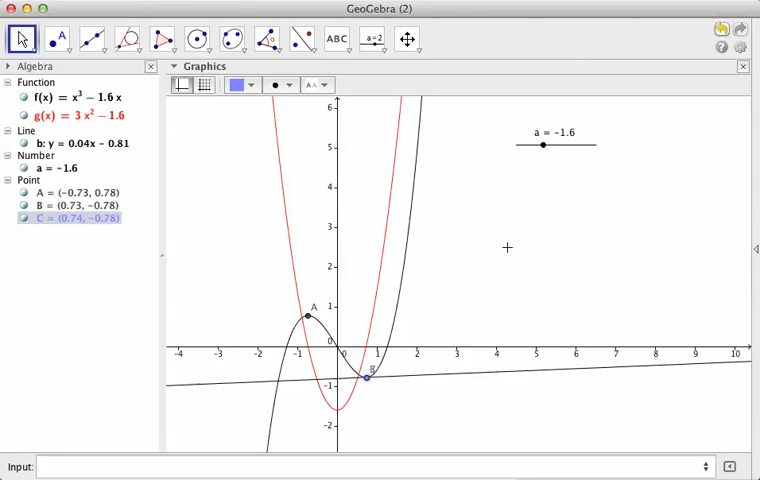 GeoGebra (2)
ABC
a = 2
Algebra
Graphics
Function
f(x) = x³ − 1.6 x
g(x) = 3 x² − 1.6
Line
b: y = 0.04x − 0.81
Number
a = −1.6
Point
A = (−0.73, 0.78)
B = (0.73, −0.78)
C = (0.74, −0.78)
A A
a = −1.6
6
5
4
3
2
1
0
−1
−2
−4 −3 −2 −1 0 1 2 3 4 5 6 7 8 9 10
A
Input: